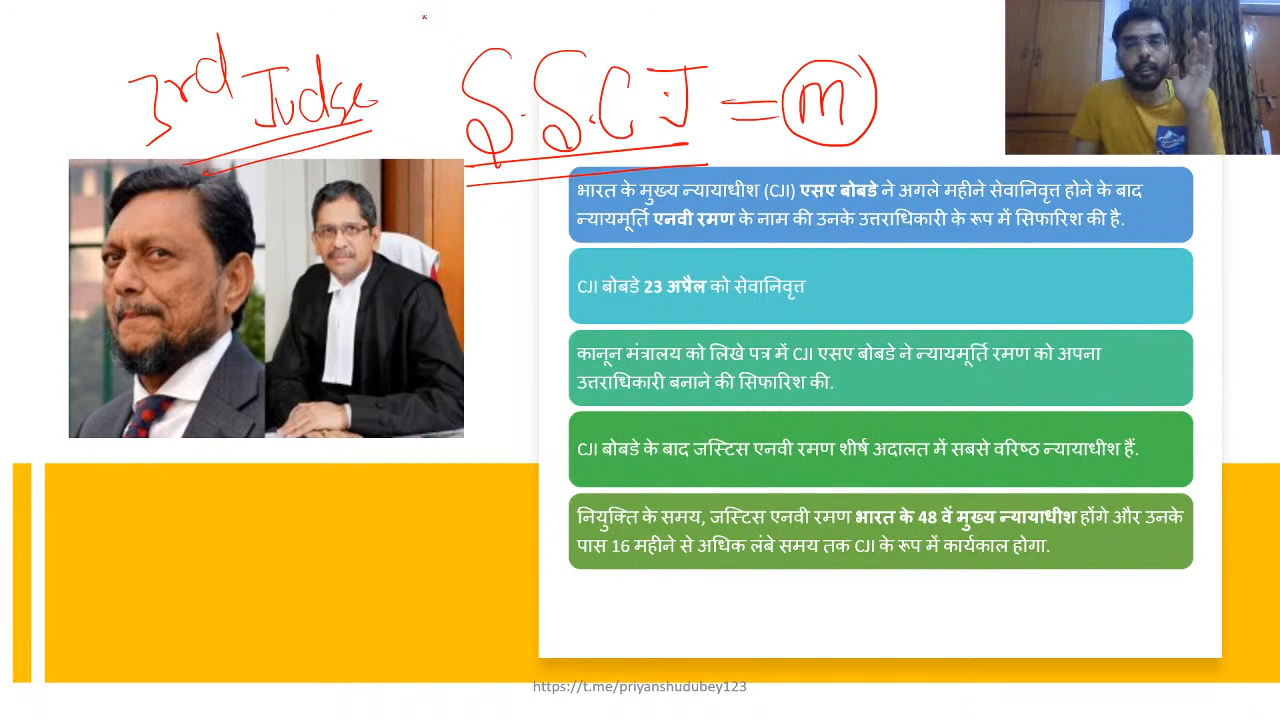 3rd Judge S.S.C.J = m
भारत के मुख्य न्यायाधीश (CJI) एसए बोबडे ने अगले महीने सेवानिवृत्त होने के बाद
न्यायमूर्ति एनवी रमण के नाम की उनके उत्तराधिकारी के रूप में सिफारिश की है.
CJI बोबडे 23 अप्रैल को सेवानिवृत्त
कानून मंत्रालय को लिखे पत्र में CJI एसए बोबडे ने न्यायमूर्ति रमण को अपना
उत्तराधिकारी बनाने की सिफारिश की.
CJI बोबडे के बाद जस्टिस एनवी रमण शीर्ष अदालत में सबसे वरिष्ठ न्यायाधीश हैं.
नियुक्ति के समय, जस्टिस एनवी रमण भारत के 48 वें मुख्य न्यायाधीश होंगे और उनके
पास 16 महीने से अधिक लंबे समय तक CJI के रूप में कार्यकाल होगा.
https://t.me/priyanshudubey123